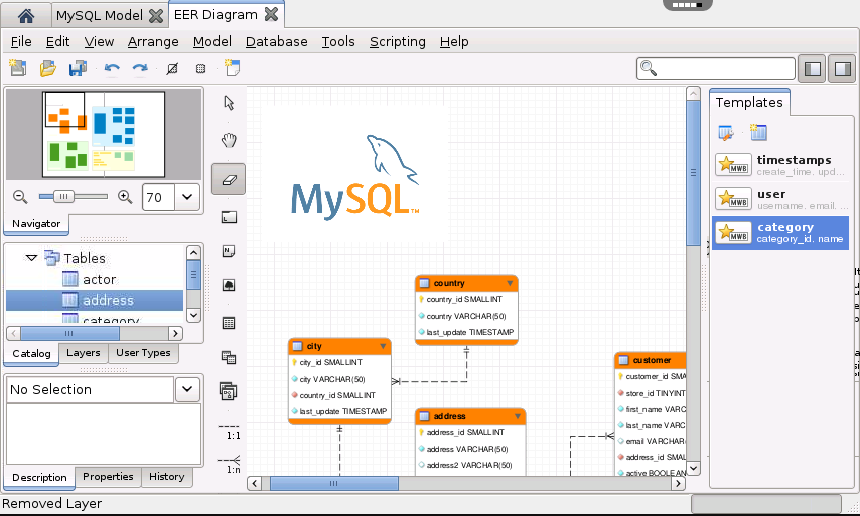 MySQL Model
EER Diagram
File Edit View Arrange Model Database Tools Scripting Help
70
Navigator
Tables
actor
address
category
Catalog Layers User Types
No Selection
Description Properties History
1:1
1:n
MySQL™
country
country_id SMALLINT
country VARCHAR(50)
last_update TIMESTAMP
city
city_id SMALLINT
city VARCHAR(50)
country_id SMALLINT
last_update TIMESTAMP
address
address_id SMALLINT
address VARCHAR(50)
address2 VARCHAR(50)
customer
customer_id SMA
store_id TINYINT
first_name VARC
last_name VARC
email VARCHAR(
address_id SMAL
active BOOLEAN
Templates
MWB
timestamps
create_time, upd...
MWB
user
username, email, ...
MWB
category
category_id, name
Removed Layer